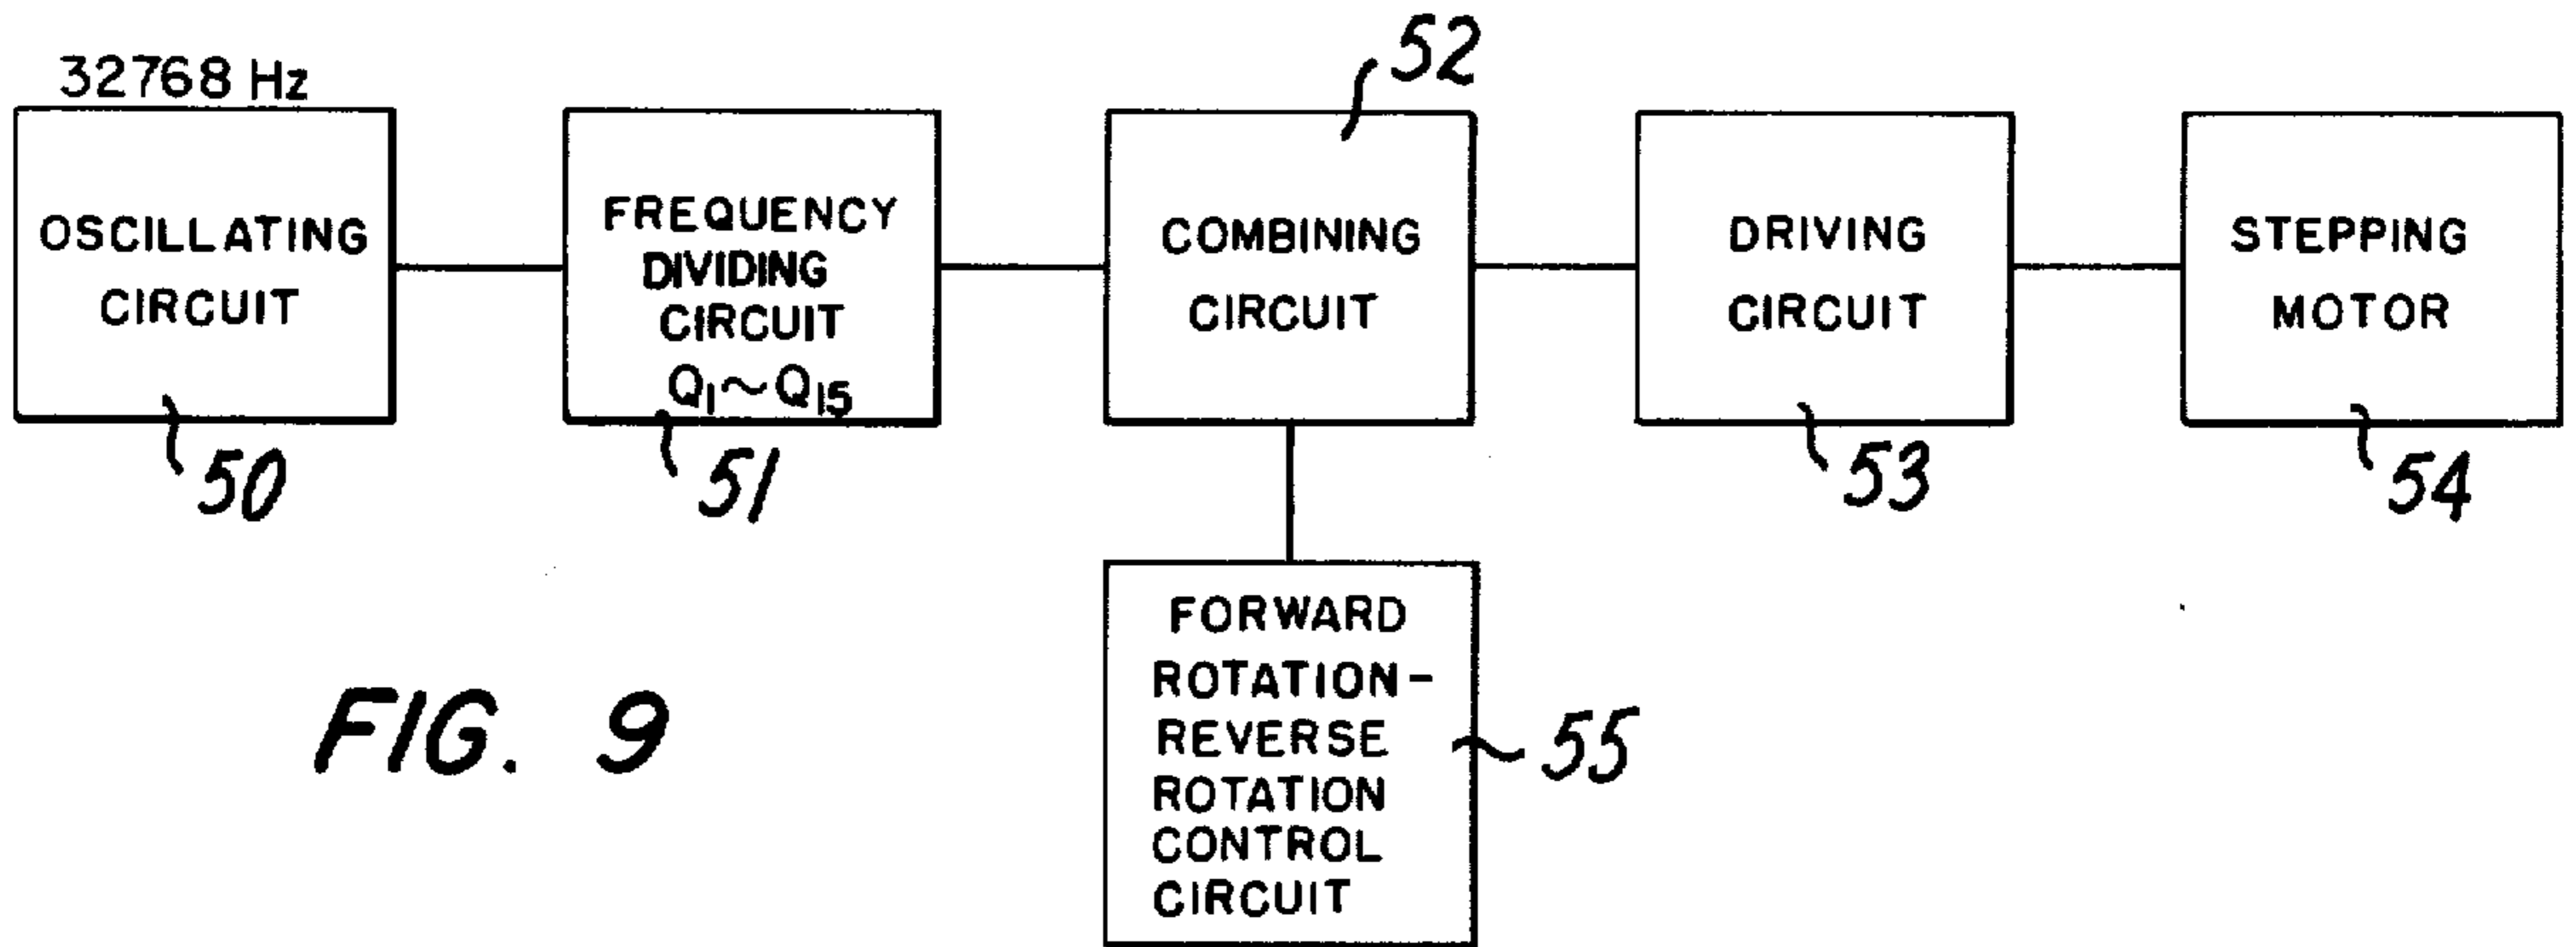 32768 Hz
OSCILLATING
CIRCUIT
50
FREQUENCY
DIVIDING
CIRCUIT
Q1~Q15
51
52
COMBINING
CIRCUIT
DRIVING
CIRCUIT
53
STEPPING
MOTOR
54
FORWARD
ROTATION-
REVERSE
ROTATION
CONTROL
CIRCUIT
55
FIG. 9